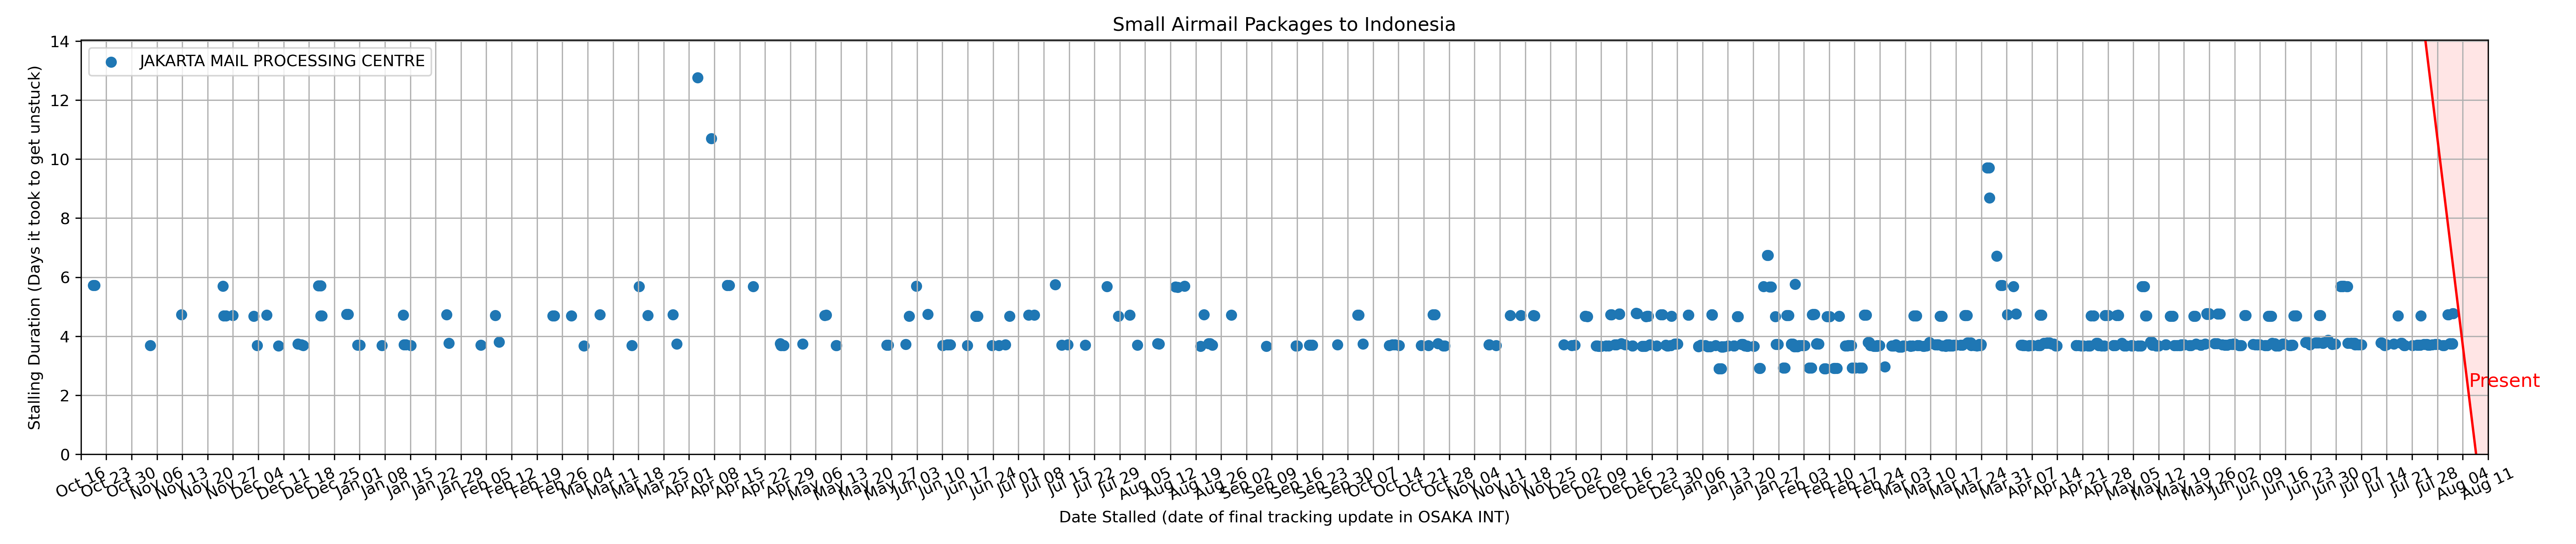 Small Airmail Packages to Indonesia
JAKARTA MAIL PROCESSING CENTRE
Stalling Duration (Days it took to get unstuck)
14
12
10
8
6
4
2
0
Present
Oct 16
Oct 23
Oct 30
Nov 06
Nov 13
Nov 20
Nov 27
Dec 04
Dec 11
Dec 18
Dec 25
Jan 01
Jan 08
Jan 15
Jan 22
Jan 29
Feb 05
Feb 12
Feb 19
Feb 26
Mar 04
Mar 11
Mar 18
Mar 25
Apr 01
Apr 08
Apr 15
Apr 22
Apr 29
May 06
May 13
May 20
May 27
Jun 03
Jun 10
Jun 17
Jun 24
Jul 01
Jul 08
Jul 15
Jul 22
Jul 29
Aug 05
Aug 12
Aug 19
Aug 26
Sep 02
Sep 09
Sep 16
Sep 23
Sep 30
Oct 07
Oct 14
Oct 21
Oct 28
Nov 04
Nov 11
Nov 18
Nov 25
Dec 02
Dec 09
Dec 16
Dec 23
Dec 30
Jan 06
Jan 13
Jan 20
Jan 27
Feb 03
Feb 10
Feb 17
Feb 24
Mar 03
Mar 10
Mar 17
Mar 24
Mar 31
Apr 07
Apr 14
Apr 21
Apr 28
May 05
May 12
May 19
May 26
Jun 02
Jun 09
Jun 16
Jun 23
Jun 30
Jul 07
Jul 14
Jul 21
Jul 28
Aug 04
Aug 11
Date Stalled (date of final tracking update in OSAKA INT)